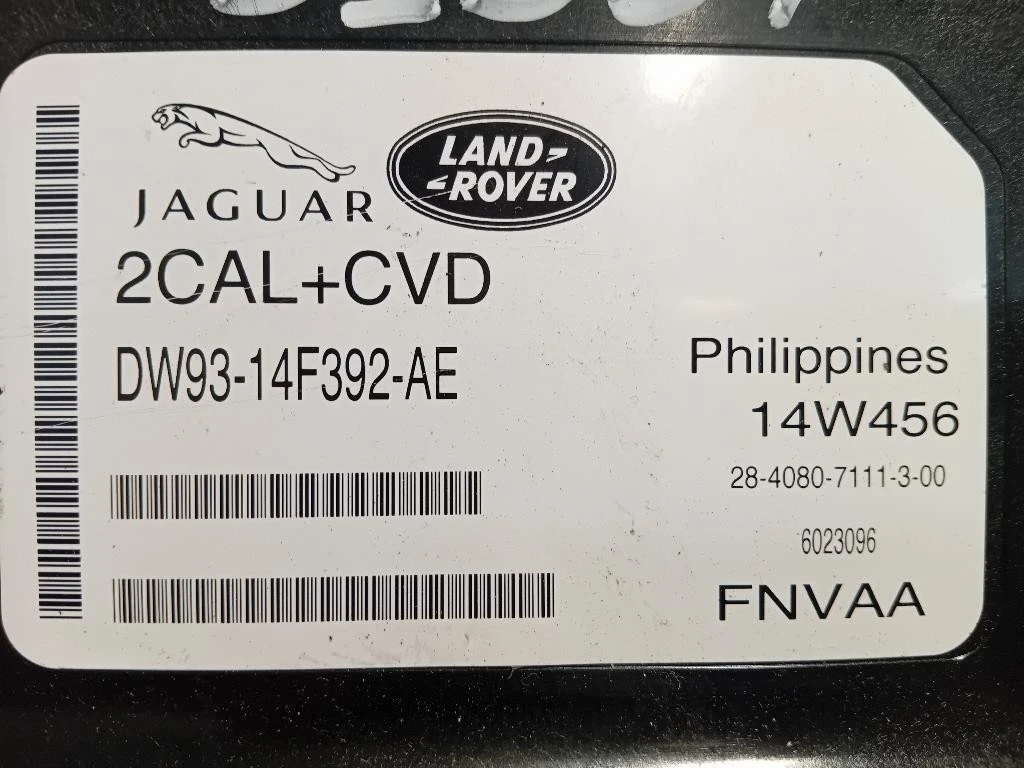 JAGUAR
LAND-
-ROVER
2CAL+CVD
DW93-14F392-AE
Philippines
14W456
28-4080-7111-3-00
6023096
FNVAA